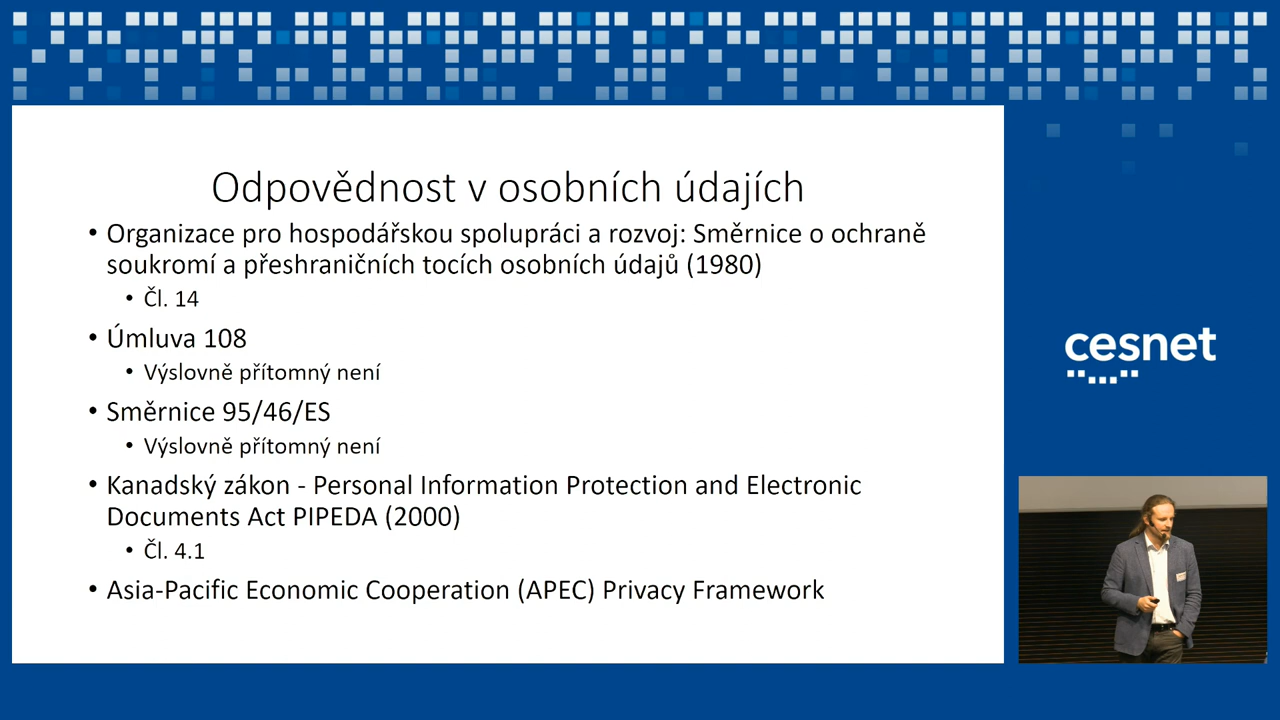 Odpovědnost v osobních údajích
• Organizace pro hospodářskou spolupráci a rozvoj: Směrnice o ochraně
soukromí a přeshraničních tocích osobních údajů (1980)
• Čl. 14
• Úmluva 108
• Výslovně přítomný není
• Směrnice 95/46/ES
• Výslovně přítomný není
• Kanadský zákon - Personal Information Protection and Electronic
Documents Act PIPEDA (2000)
• Čl. 4.1
• Asia-Pacific Economic Cooperation (APEC) Privacy Framework
cesnet